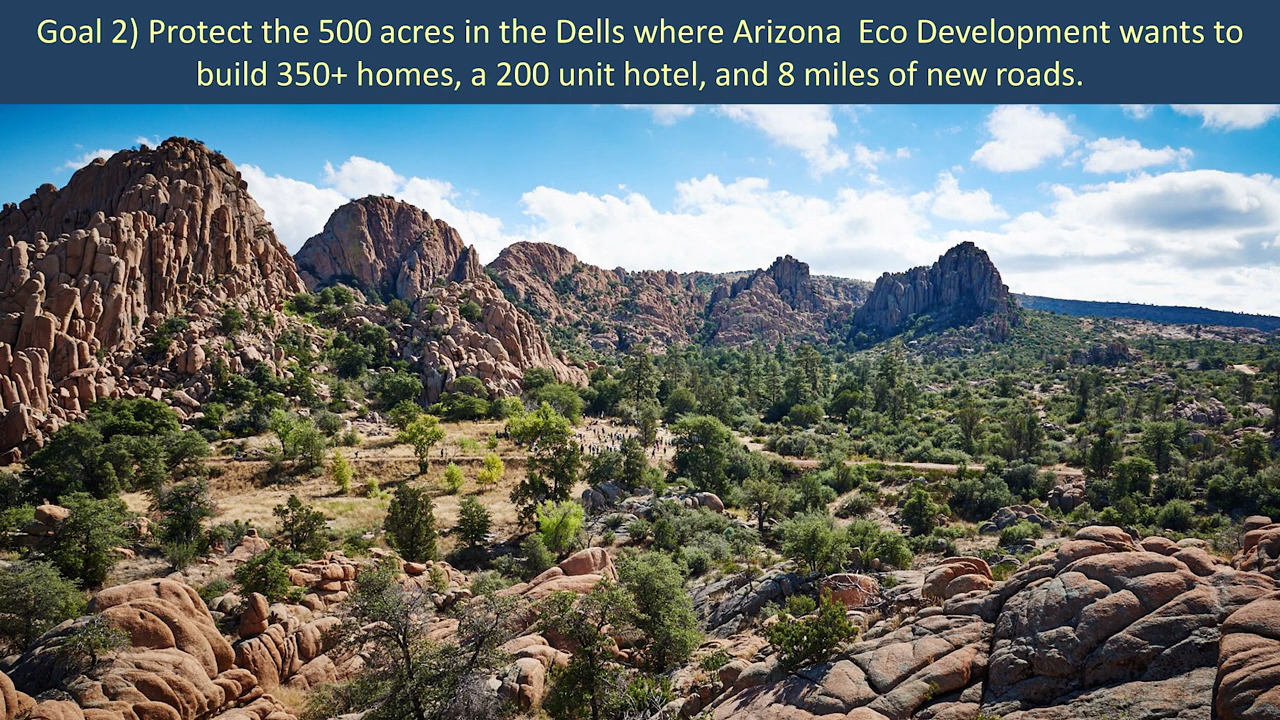 Goal 2) Protect the 500 acres in the Dells where Arizona  Eco Development wants to
build 350+ homes, a 200 unit hotel, and 8 miles of new roads.